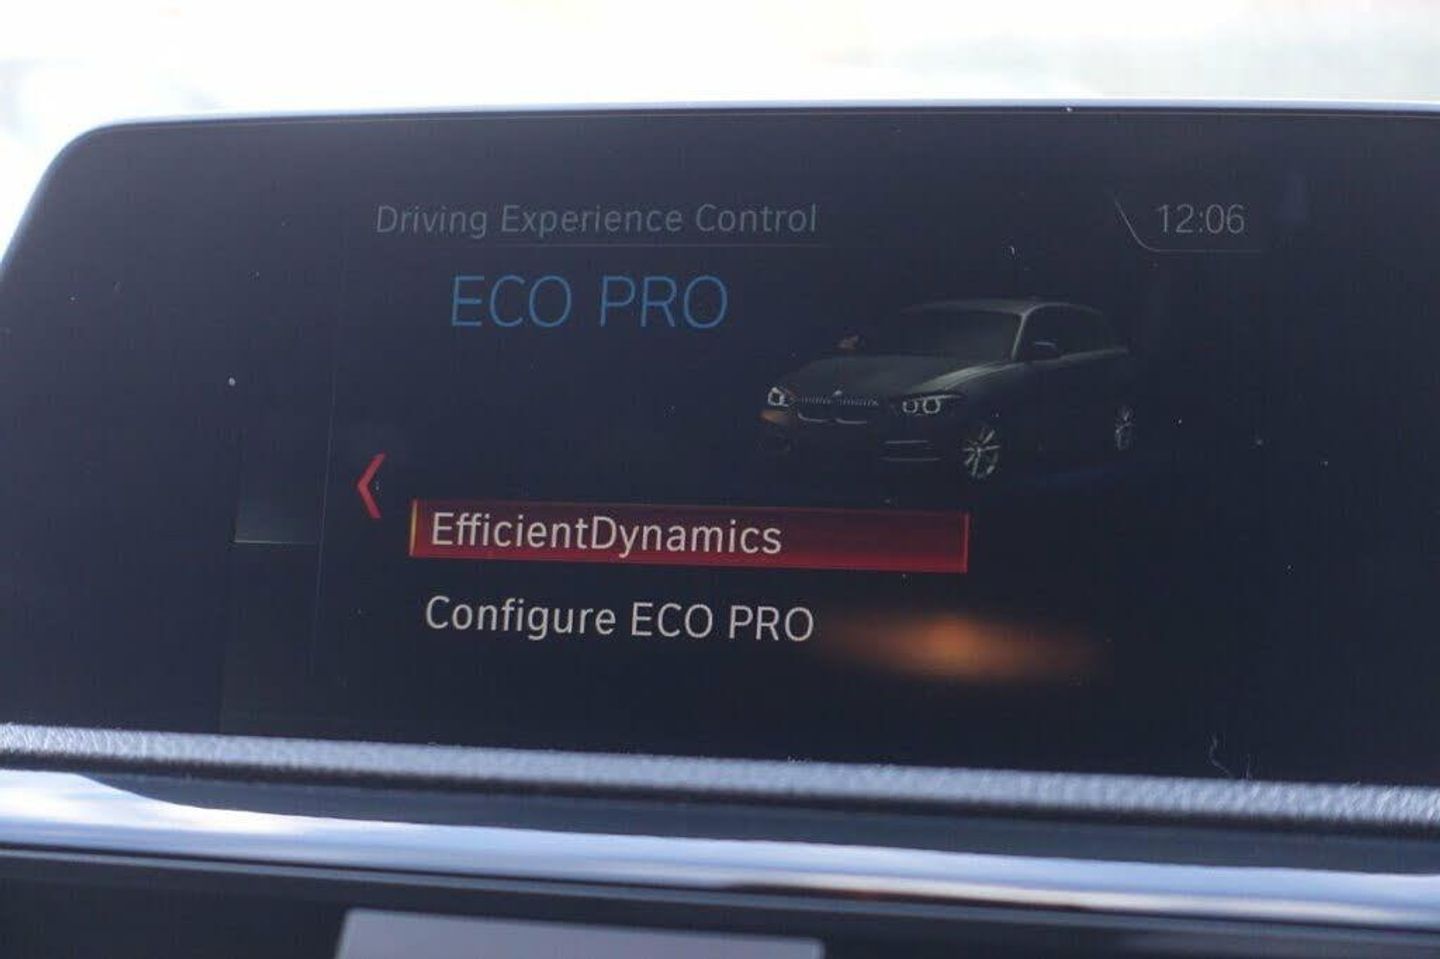 Driving Experience Control
12:06
ECO PRO
EfficientDynamics
Configure ECO PRO